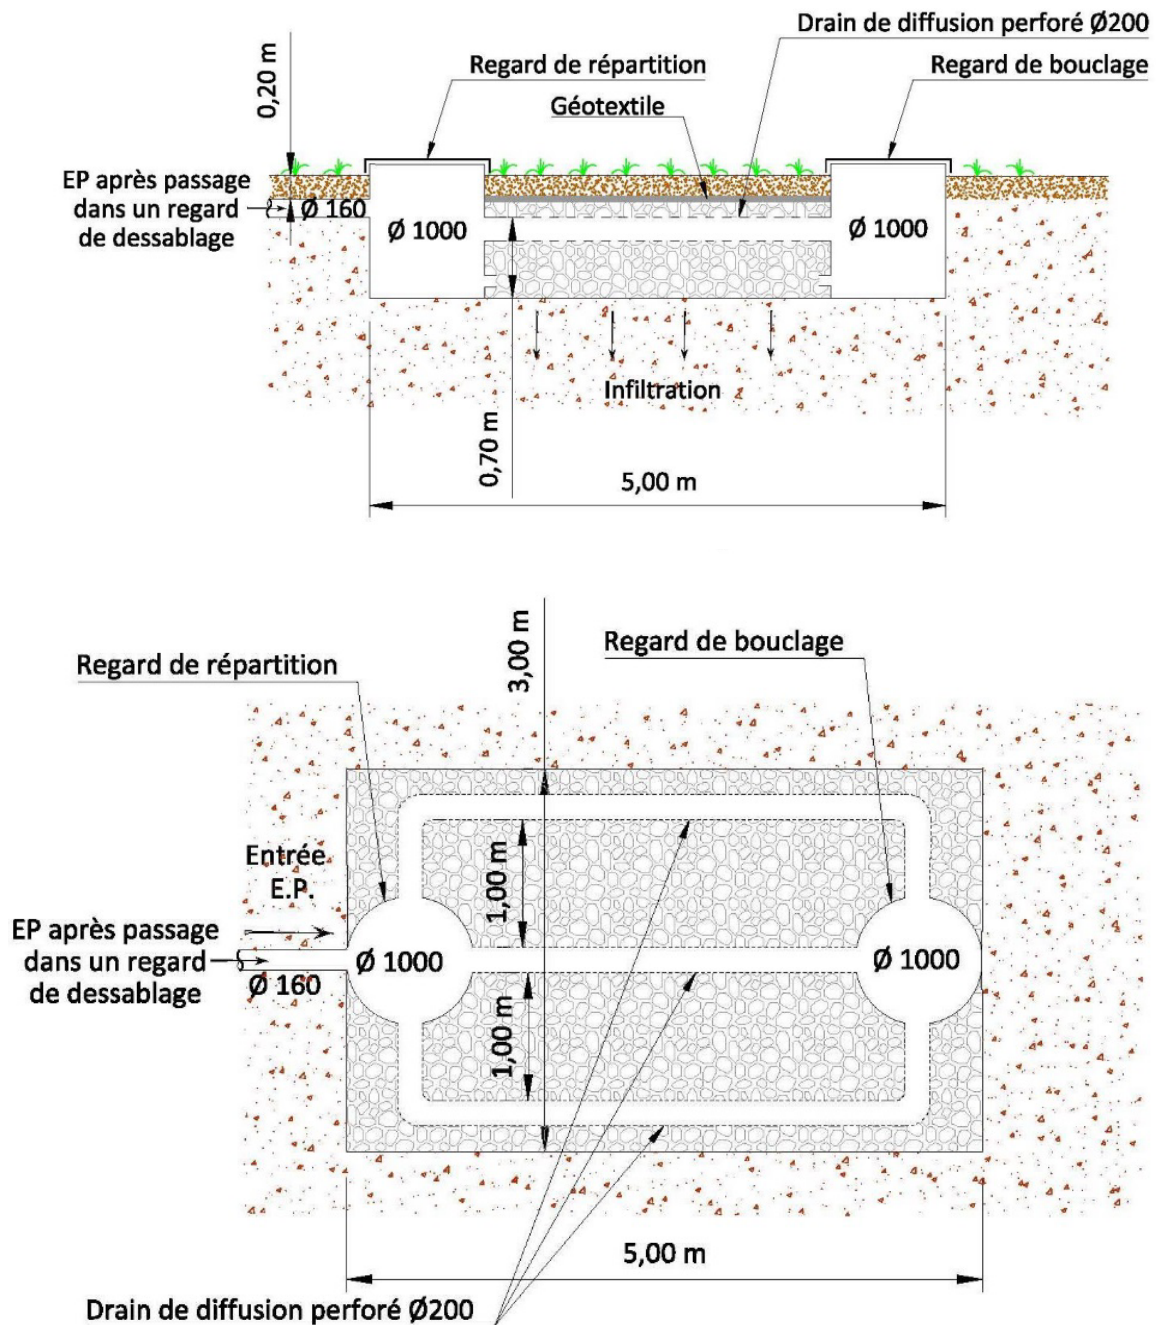 Drain de diffusion perforé Ø200
Regard de répartition
Regard de bouclage
0,20 m
Géotextile
EP après passage
dans un regard
de dessablage
Ø 160
Ø 1000
Ø 1000
Infiltration
0,70 m
5,00 m
3,00 m
Regard de répartition
Regard de bouclage
1,00 m
Entrée
E.P.
EP après passage
dans un regard
de dessablage
Ø 160
Ø 1000
Ø 1000
1,00 m
5,00 m
Drain de diffusion perforé Ø200